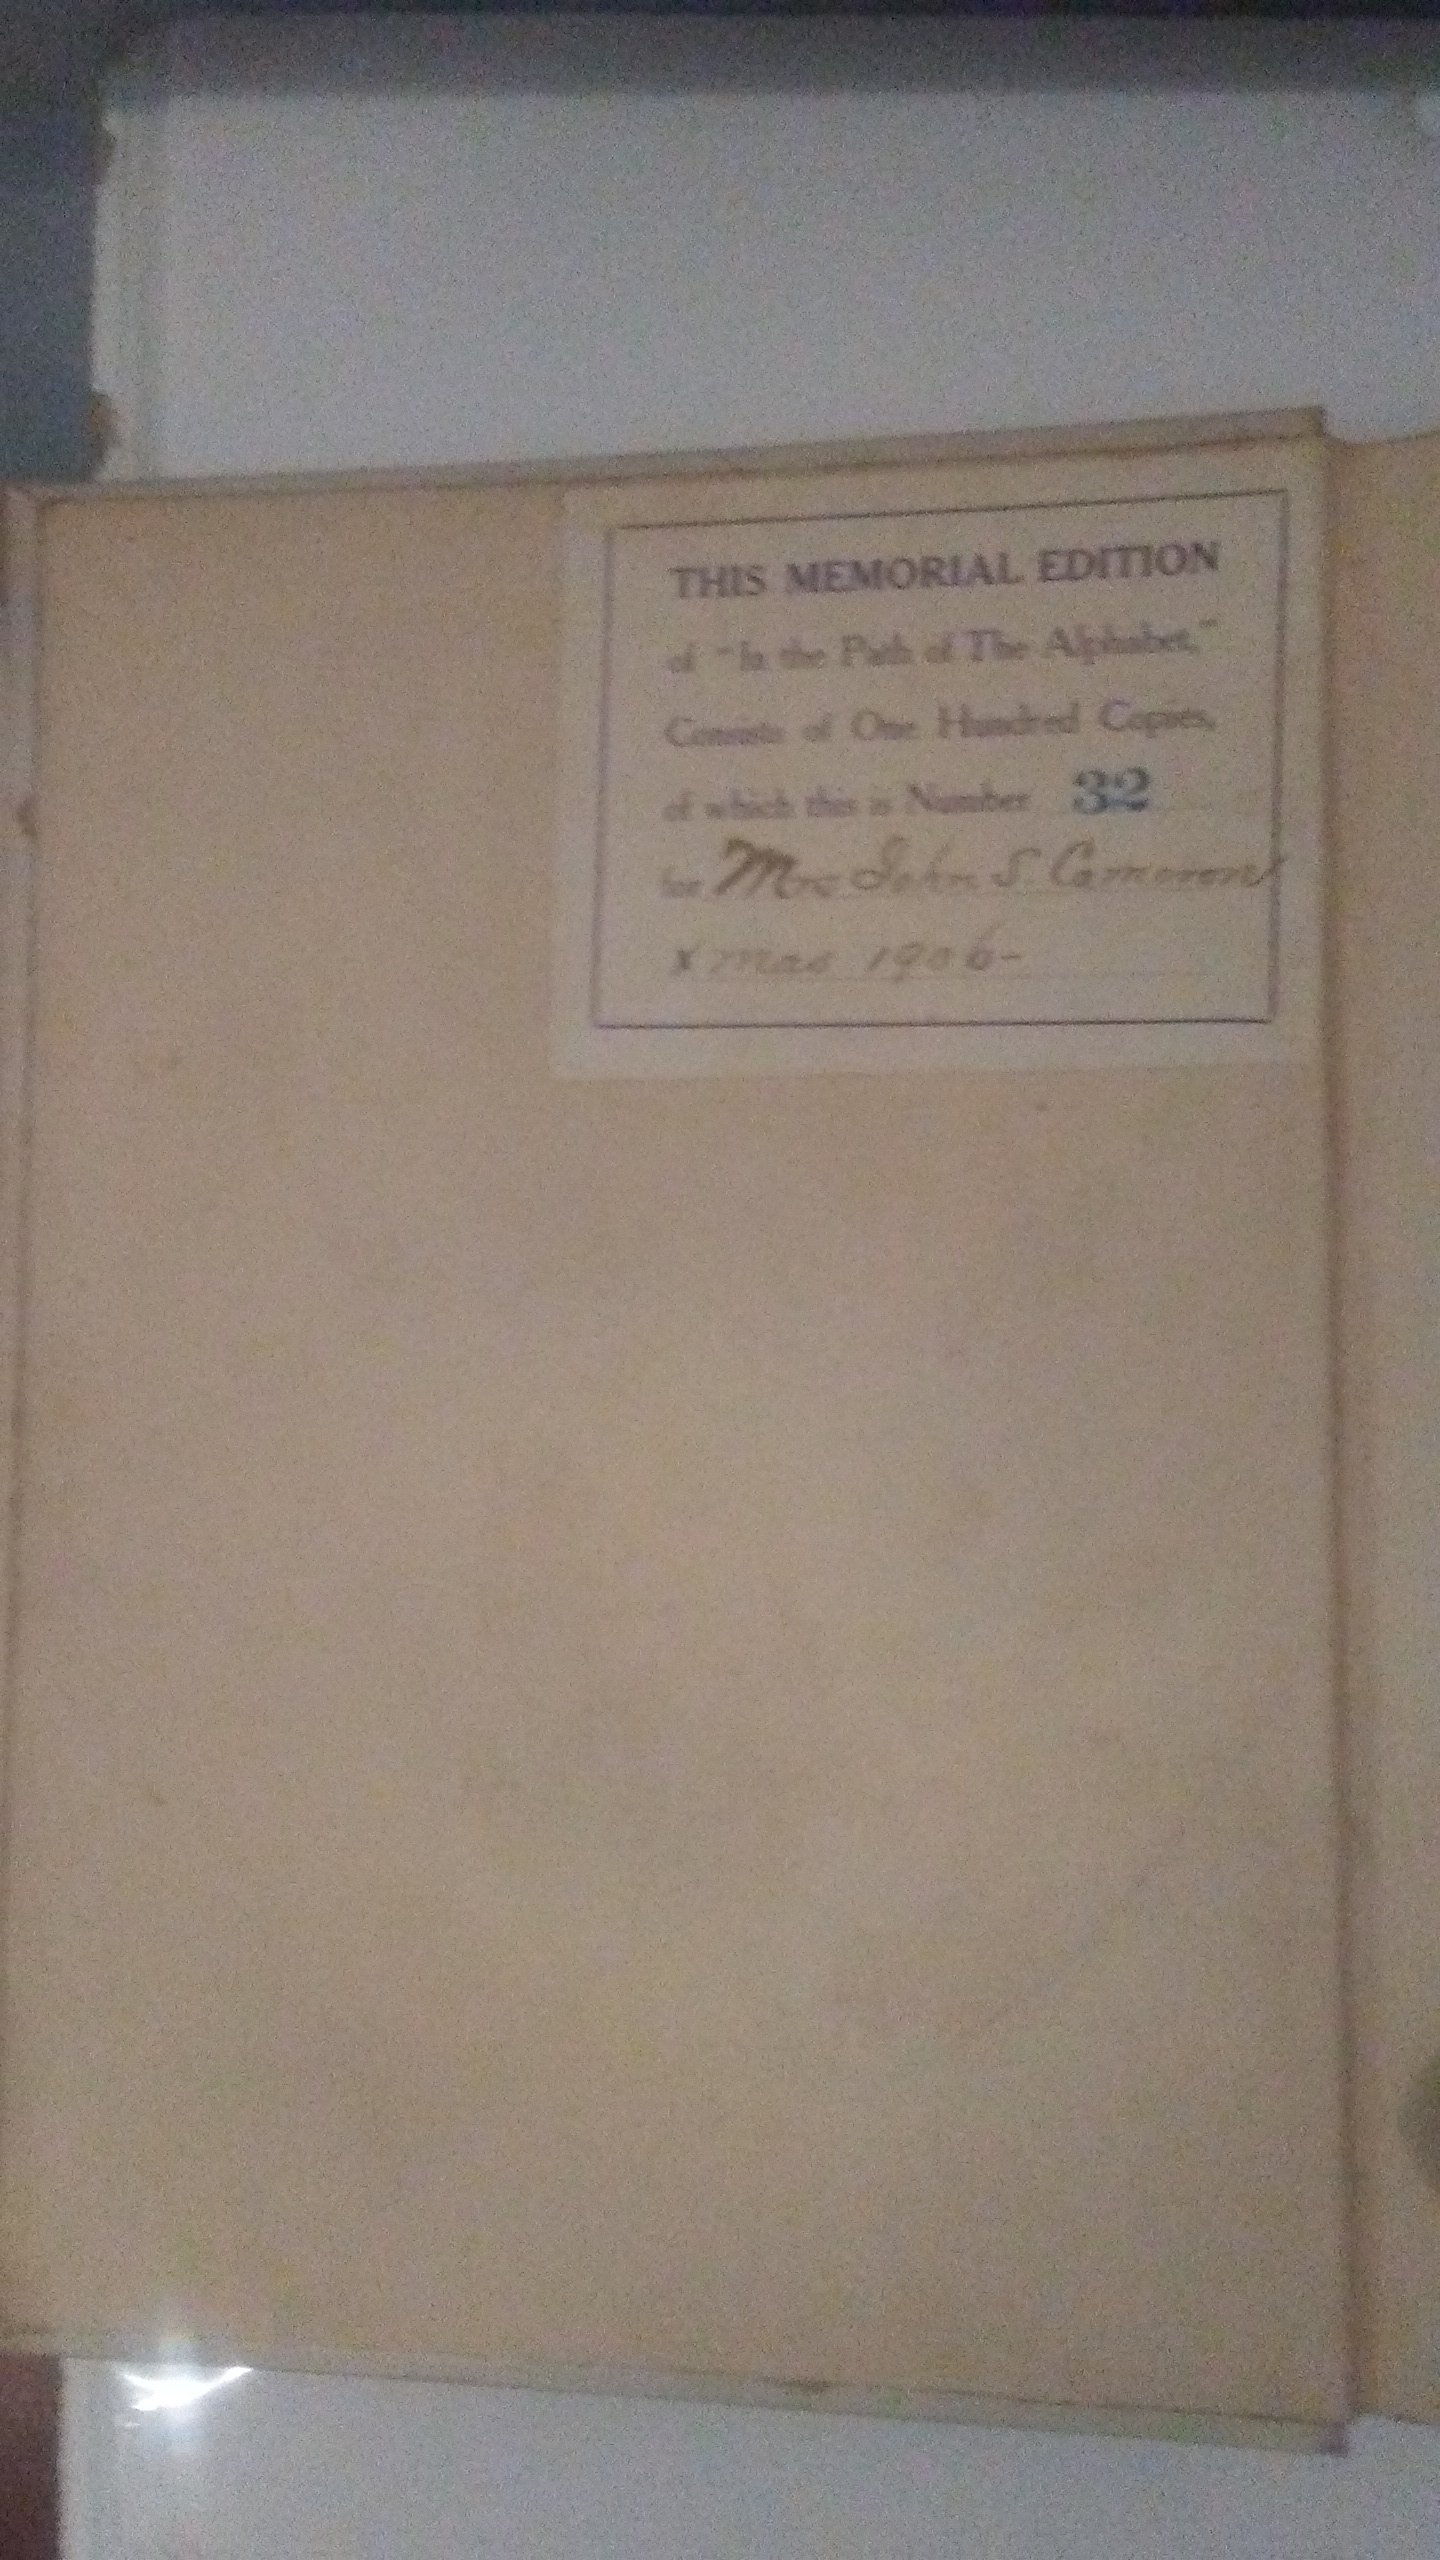 THIS MEMORIAL EDITION
of "In the Path of The Alphabet,"
Consists of One Hundred Copies,
of which this is Number 32
for Mrs John S Cameron
Xmas 1906-